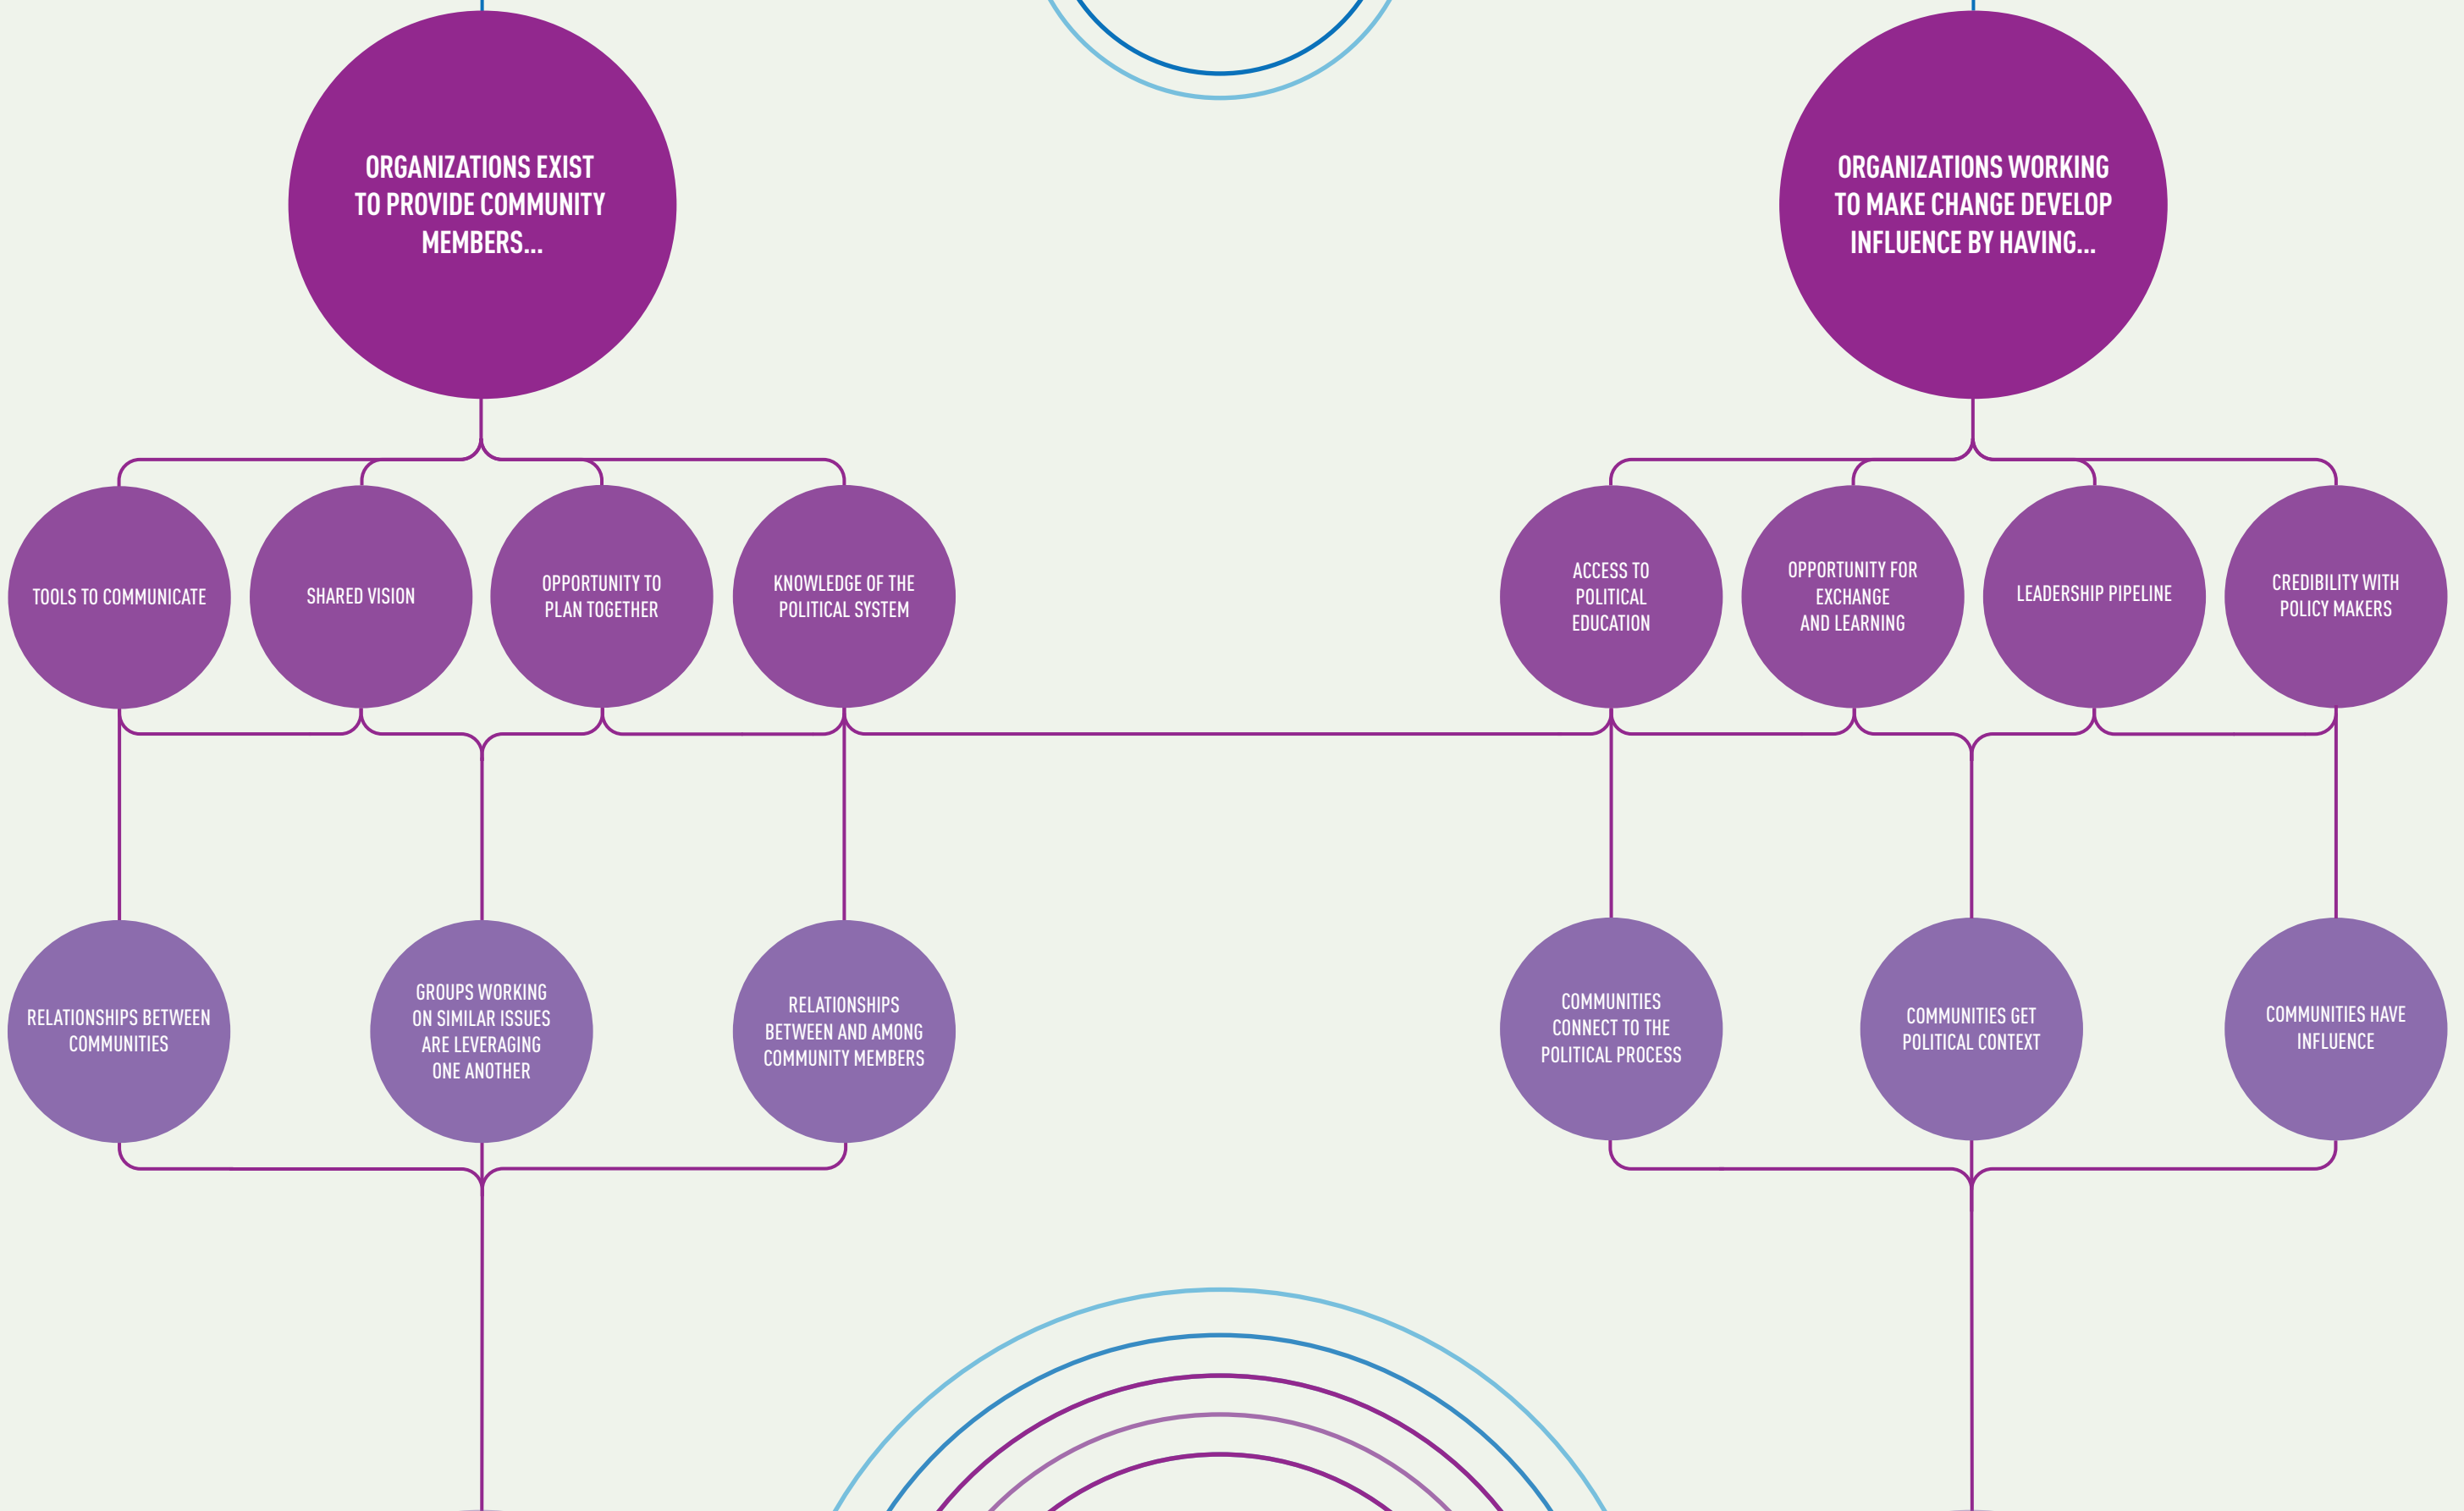 ORGANIZATIONS EXIST
TO PROVIDE COMMUNITY
MEMBERS...
ORGANIZATIONS WORKING
TO MAKE CHANGE DEVELOP
INFLUENCE BY HAVING...
TOOLS TO COMMUNICATE
SHARED VISION
OPPORTUNITY TO
PLAN TOGETHER
KNOWLEDGE OF THE
POLITICAL SYSTEM
ACCESS TO
POLITICAL
EDUCATION
OPPORTUNITY FOR
EXCHANGE
AND LEARNING
LEADERSHIP PIPELINE
CREDIBILITY WITH
POLICY MAKERS
RELATIONSHIPS BETWEEN
COMMUNITIES
GROUPS WORKING
ON SIMILAR ISSUES
ARE LEVERAGING
ONE ANOTHER
RELATIONSHIPS
BETWEEN AND AMONG
COMMUNITY MEMBERS
COMMUNITIES
CONNECT TO THE
POLITICAL PROCESS
COMMUNITIES GET
POLITICAL CONTEXT
COMMUNITIES HAVE
INFLUENCE